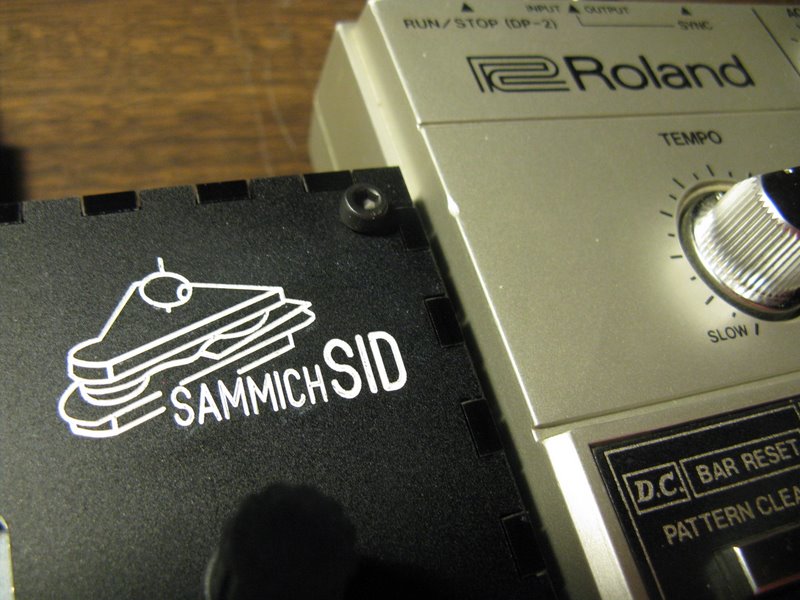 INPUT OUTPUT
RUN/STOP (DP-2) SYNC
Roland
TEMPO
SLOW
SAMMICHSID
D.C. BAR RESET
PATTERN CLEA